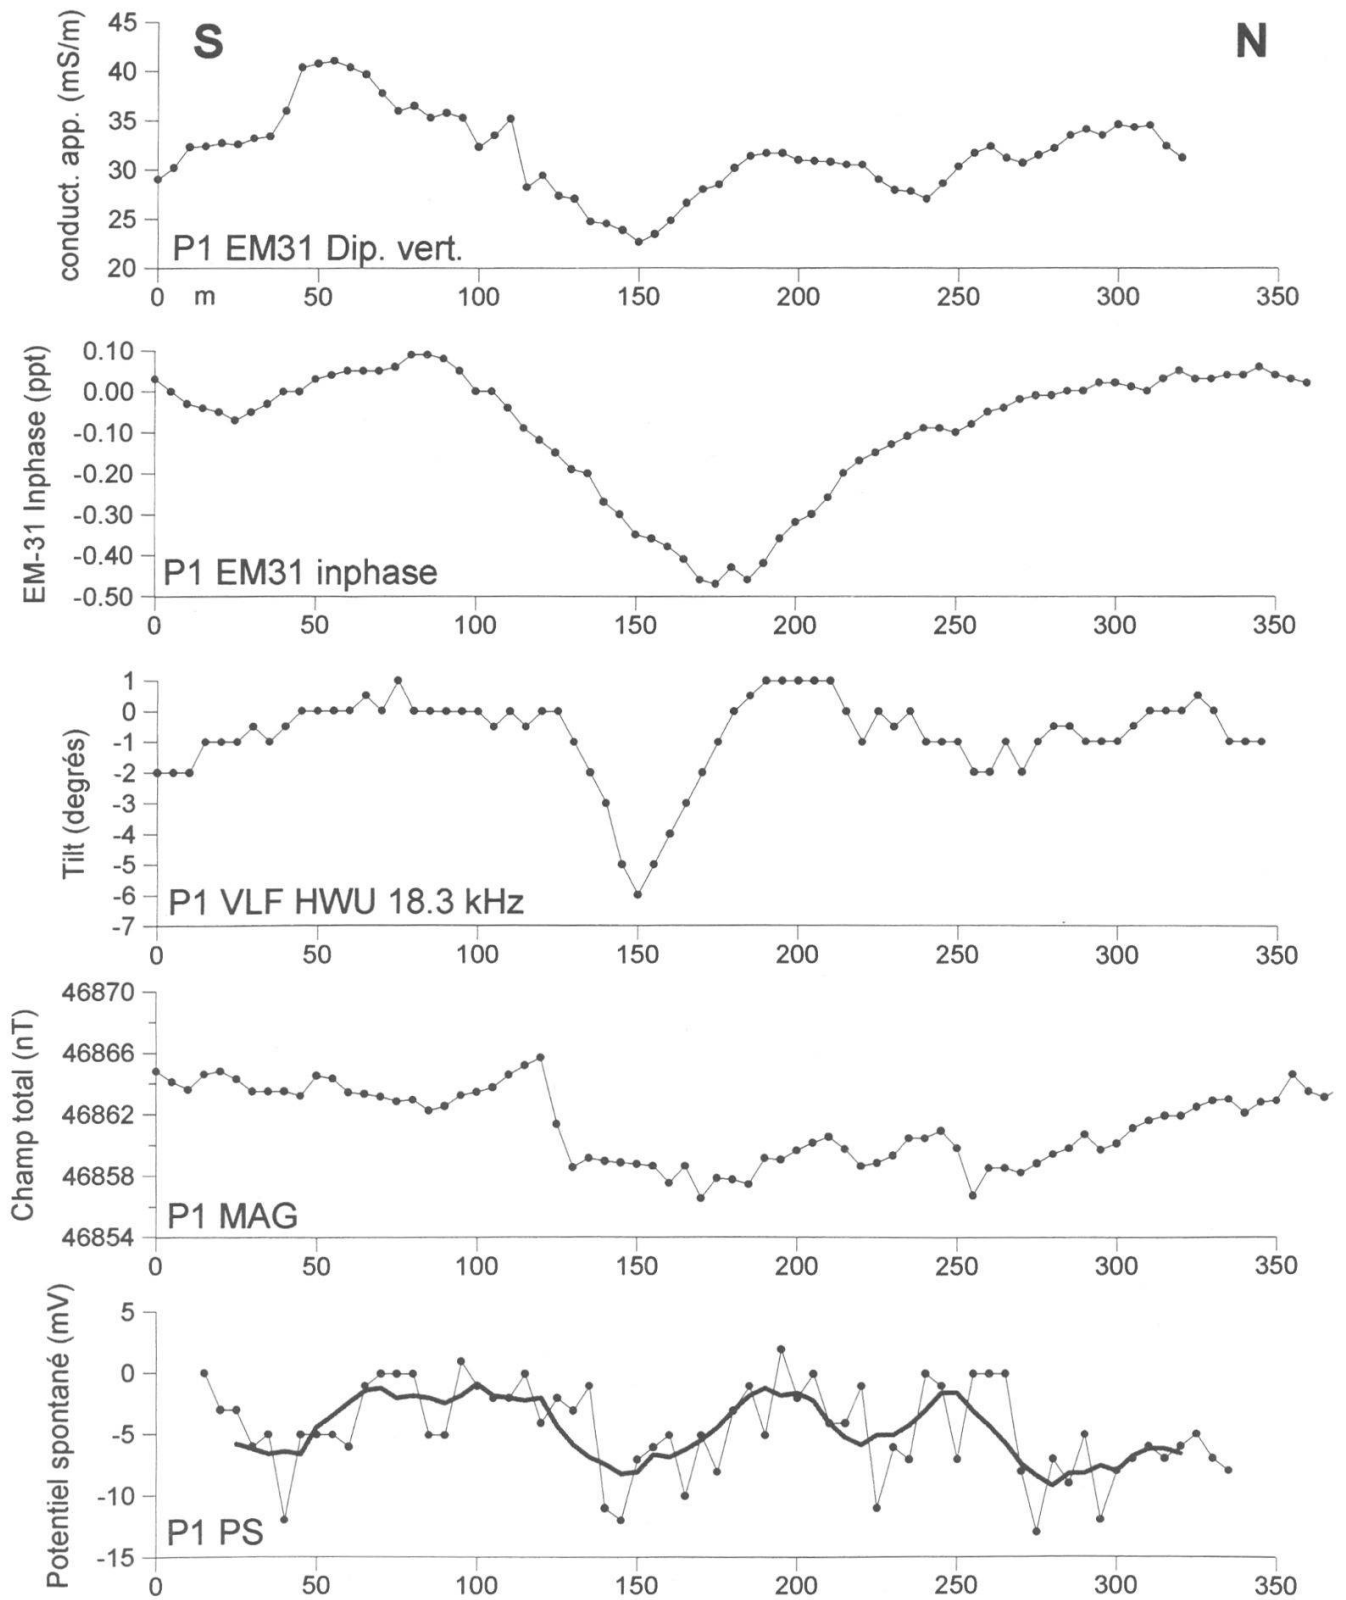 S N
conduct. app. (mS/m)
45
40
35
30
25
20
P1 EM31 Dip. vert.
0 m 50 100 150 200 250 300 350
EM-31 Inphase (ppt)
0.10
0.00
-0.10
-0.20
-0.30
-0.40
-0.50
P1 EM31 inphase
0 50 100 150 200 250 300 350
Tilt (degrés)
1
0
-1
-2
-3
-4
-5
-6
-7
P1 VLF HWU 18.3 kHz
0 50 100 150 200 250 300 350
Champ total (nT)
46870
46866
46862
46858
46854
P1 MAG
0 50 100 150 200 250 300 350
Potentiel spontané (mV)
5
0
-5
-10
-15
P1 PS
0 50 100 150 200 250 300 350